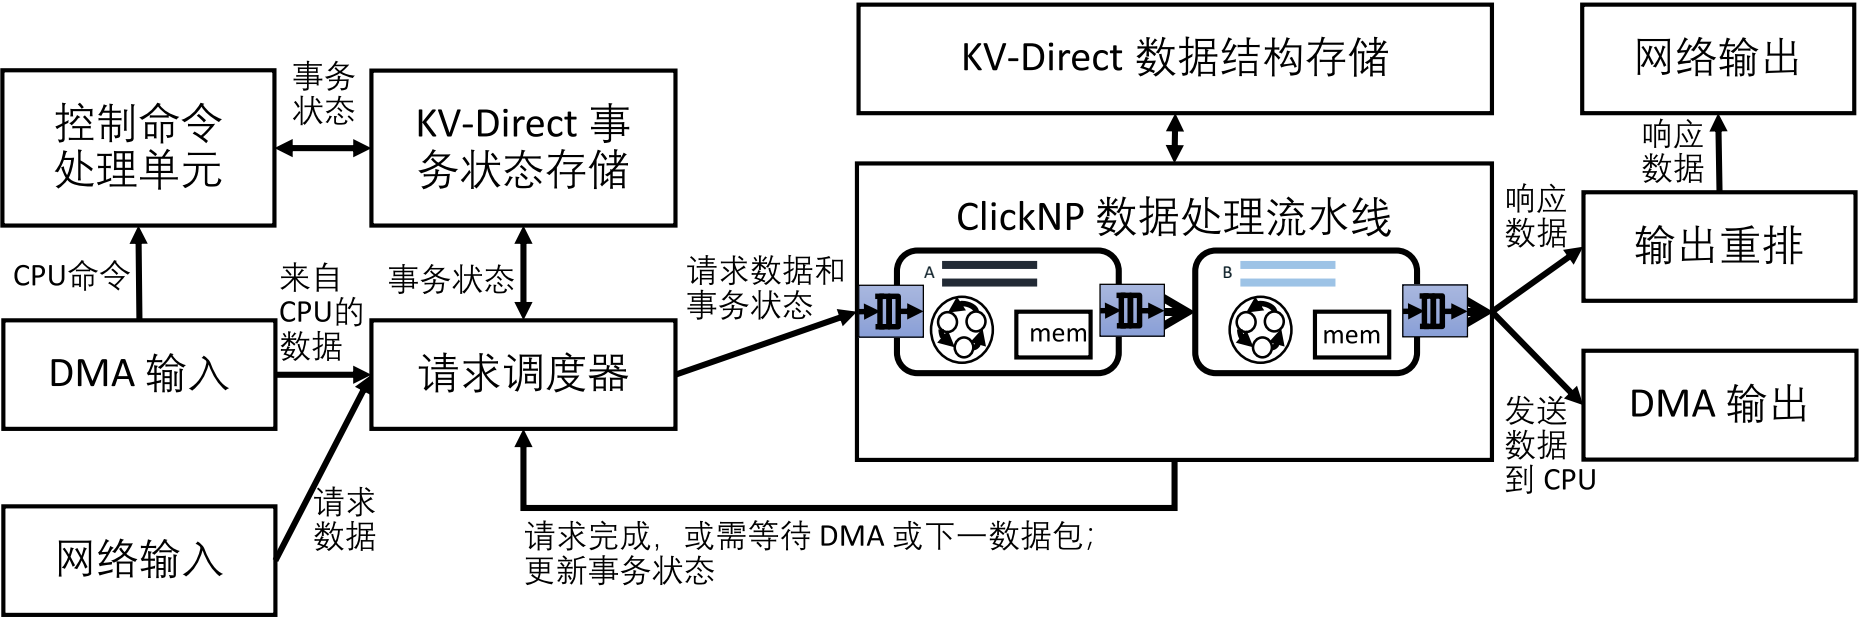 KV-Direct 数据结构存储
网络输出
事务
状态
控制命令
处理单元
KV-Direct 事
务状态存储
响应
数据
ClickNP 数据处理流水线
响应
数据
输出重排
CPU命令
来自
CPU的
数据
事务状态
请求数据和
事务状态
A
B
mem
mem
DMA 输入
请求调度器
DMA 输出
发送
数据
到 CPU
请求
数据
网络输入
请求完成，或需等待 DMA 或下一数据包;
更新事务状态